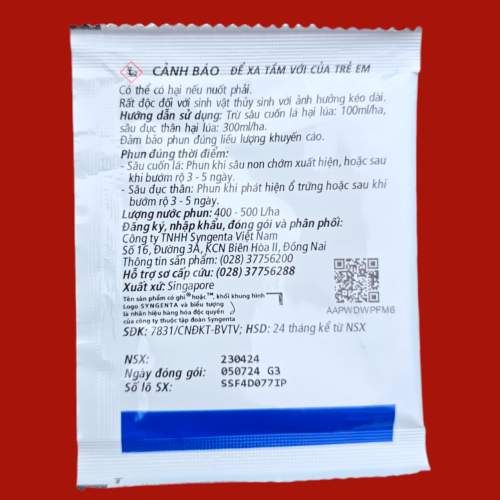 CẢNH BÁO ĐỂ XA TẦM VỚI CỦA TRẺ EM
Có thể có hại nếu nuốt phải.
Rất độc đối với sinh vật thủy sinh với ảnh hưởng kéo dài.
Hướng dẫn sử dụng: Trừ sâu cuốn lá hại lúa: 100ml/ha,
sâu đục thân hại lúa: 300ml/ha.
Đảm bảo phun đúng liều lượng khuyến cáo.
Phun đúng thời điểm:
- Sâu cuốn lá: Phun khi sâu non chớm xuất hiện, hoặc sau
khi bướm rộ 3 - 5 ngày.
- Sâu đục thân: Phun khi phát hiện ổ trứng hoặc sau khi
bướm rộ 3 - 5 ngày.
Lượng nước phun: 400 - 500 L/ha
Đăng ký, nhập khẩu, đóng gói và phân phối:
Công ty TNHH Syngenta Việt Nam
Số 16, Đường 3A, KCN Biên Hòa II, Đồng Nai
Thông tin sản phẩm: (028) 37756200
Hỗ trợ sơ cấp cứu: (028) 37756288
Xuất xứ: Singapore
Tên sản phẩm có ghi ® hoặc ™, khối khung hình
Logo SYNGENTA và biểu tượng
là nhãn hiệu hàng hóa độc quyền
của công ty thuộc tập đoàn Syngenta
AAPWDWPFM6
SĐK: 7831/CNĐKT-BVTV; HSD: 24 tháng kể từ NSX
NSX: 230424
Ngày đóng gói: 050724 G3
Số lô SX: SSF4D077IP